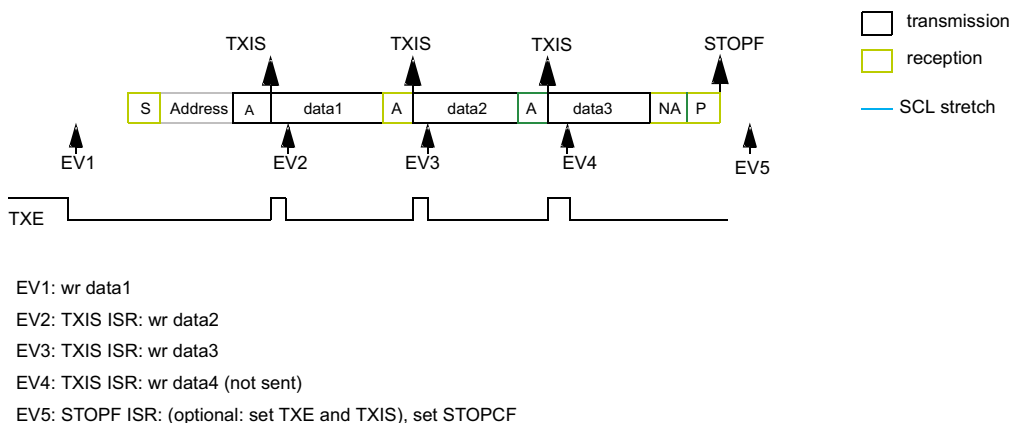 transmission
TXIS TXIS TXIS STOPF
reception
S Address A data1 A data2 A data3 NA P
SCL stretch
EV1 EV2 EV3 EV4 EV5
TXE
EV1: wr data1
EV2: TXIS ISR: wr data2
EV3: TXIS ISR: wr data3
EV4: TXIS ISR: wr data4 (not sent)
EV5: STOPF ISR: (optional: set TXE and TXIS), set STOPCF